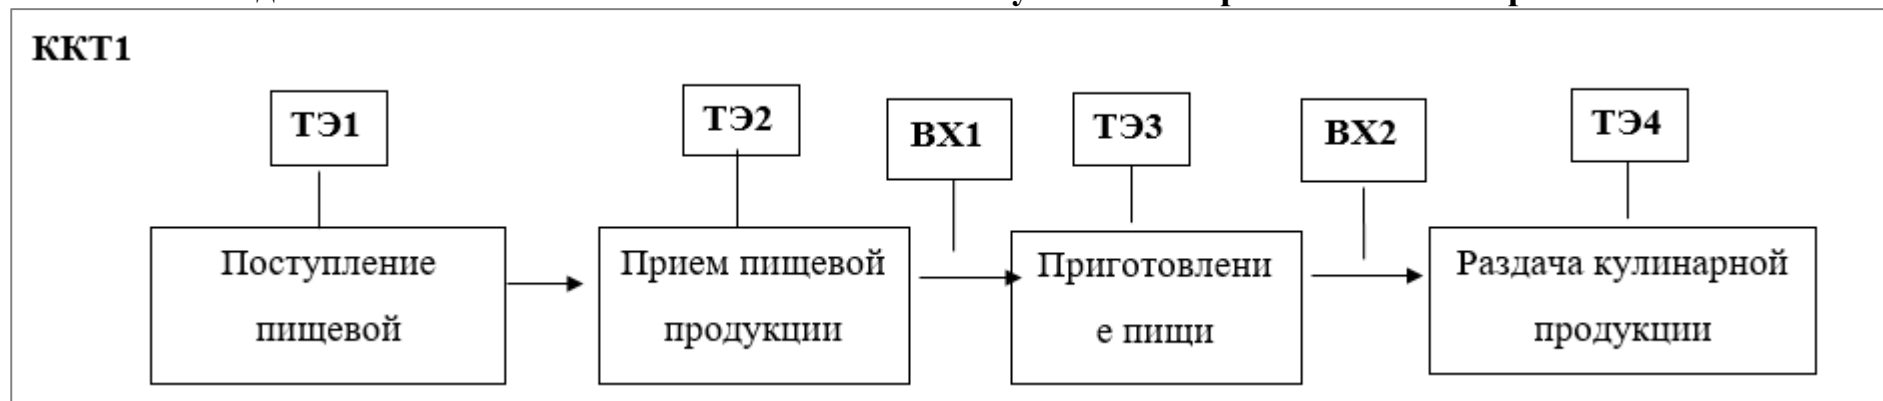 ККТ1
ТЭ1
ТЭ2
ВХ1
ТЭ3
ВХ2
ТЭ4
Поступление
пищевой
Прием пищевой
продукции
Приготовлени
е пищи
Раздача кулинарной
продукции